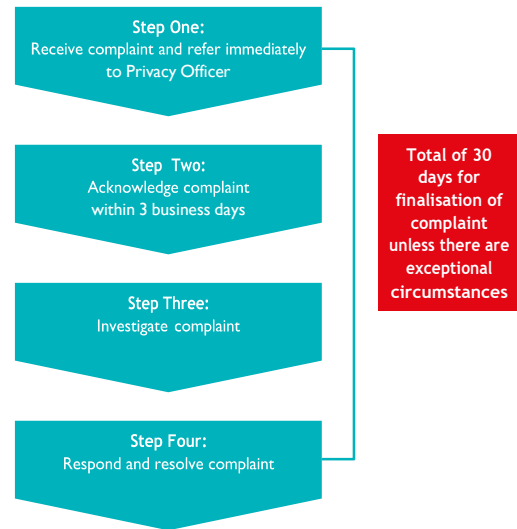 Step One:
Receive complaint and refer immediately
to Privacy Officer
Step Two:
Acknowledge complaint
within 3 business days
Step Three:
Investigate complaint
Step Four:
Respond and resolve complaint
Total of 30
days for
finalisation of
complaint
unless there are
exceptional
circumstances